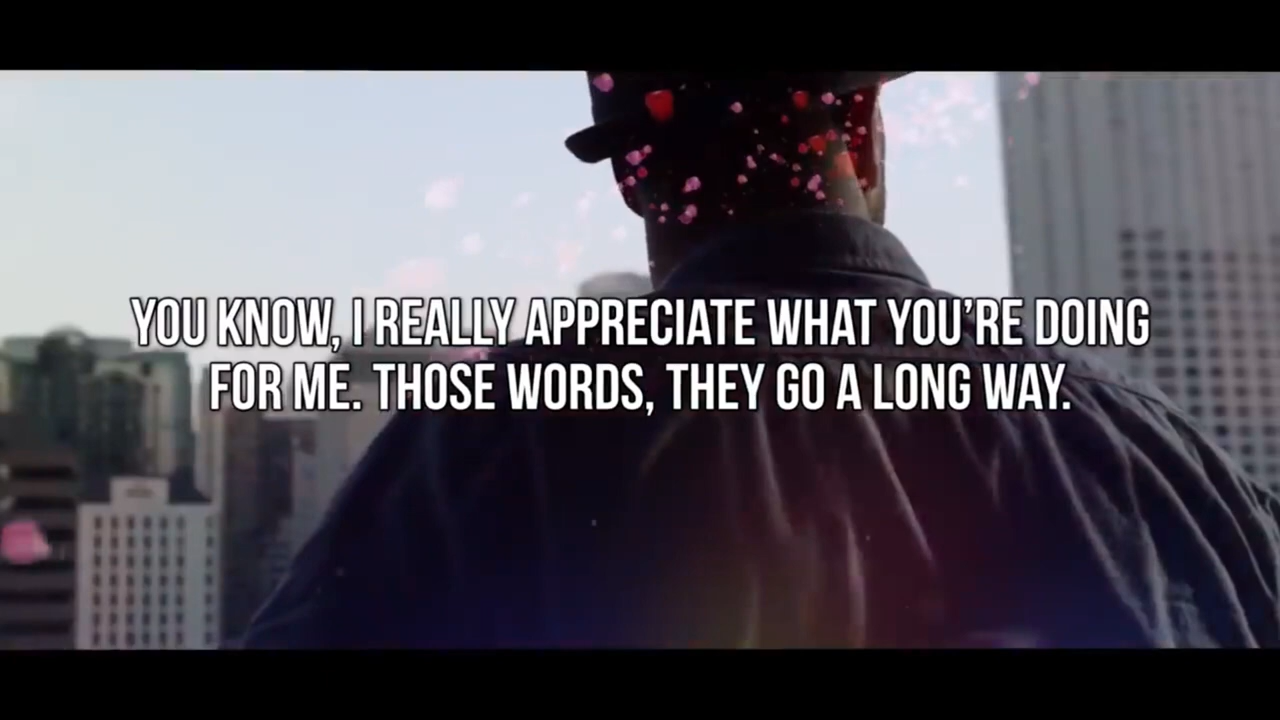 YOU KNOW, I REALLY APPRECIATE WHAT YOU’RE DOING
FOR ME. THOSE WORDS, THEY GO A LONG WAY.